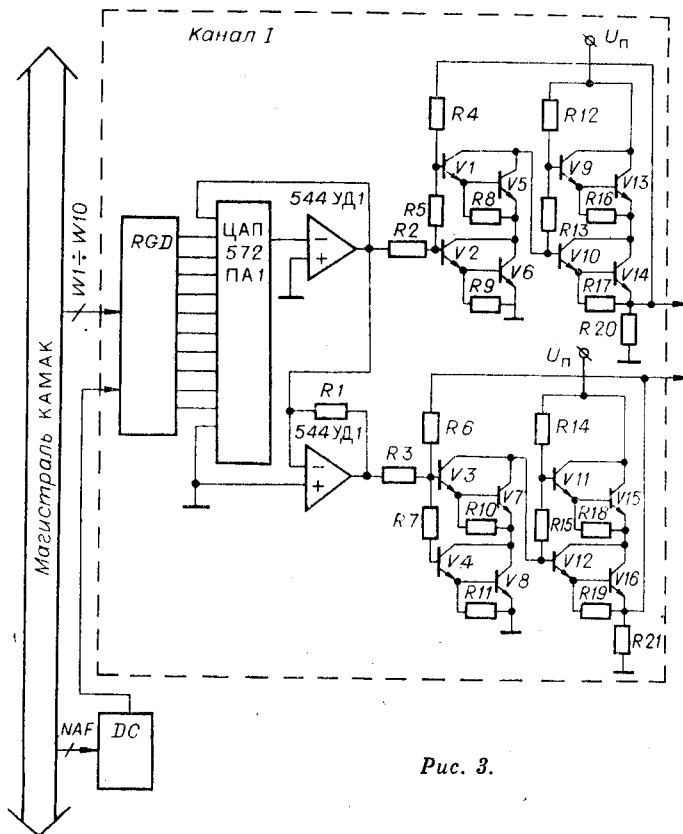 Канал I
Uп
R4
R12
V1
V5
V9
V13
544 УД1
R5
R8
R13
R16
RGD
ЦАП
572
ПА1
R2
V2
V6
V10
V14
R9
R17
R20
W1÷W10
Магистраль КАМАК
Uп
R1
544 УД1
R3
R6
R14
V3
V7
V11
V15
R7
R10
R15
R18
V4
V8
V12
V16
R11
R19
R21
NAF
DC
Рис. 3.